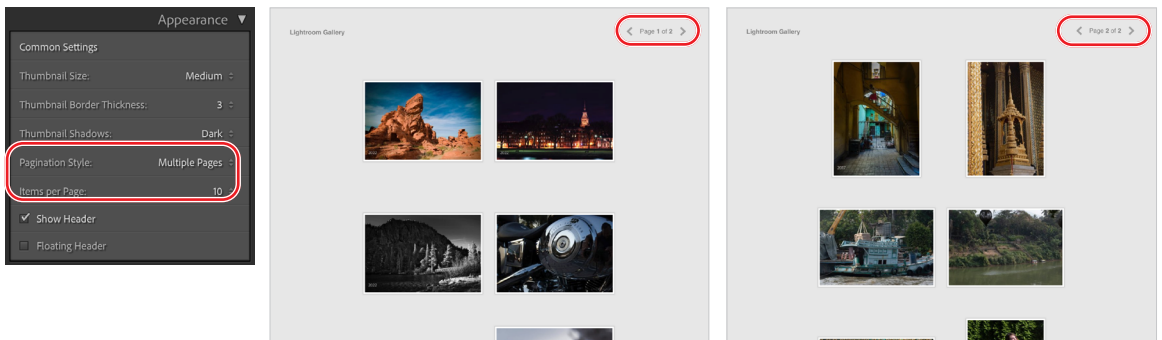 Appearance ▼
Common Settings
Thumbnail Size: Medium
Thumbnail Border Thickness: 3
Thumbnail Shadows: Dark
Pagination Style: Multiple Pages
Items per Page: 10
Show Header
Floating Header
Lightroom Gallery
Page 1 of 2
Lightroom Gallery
Page 2 of 2